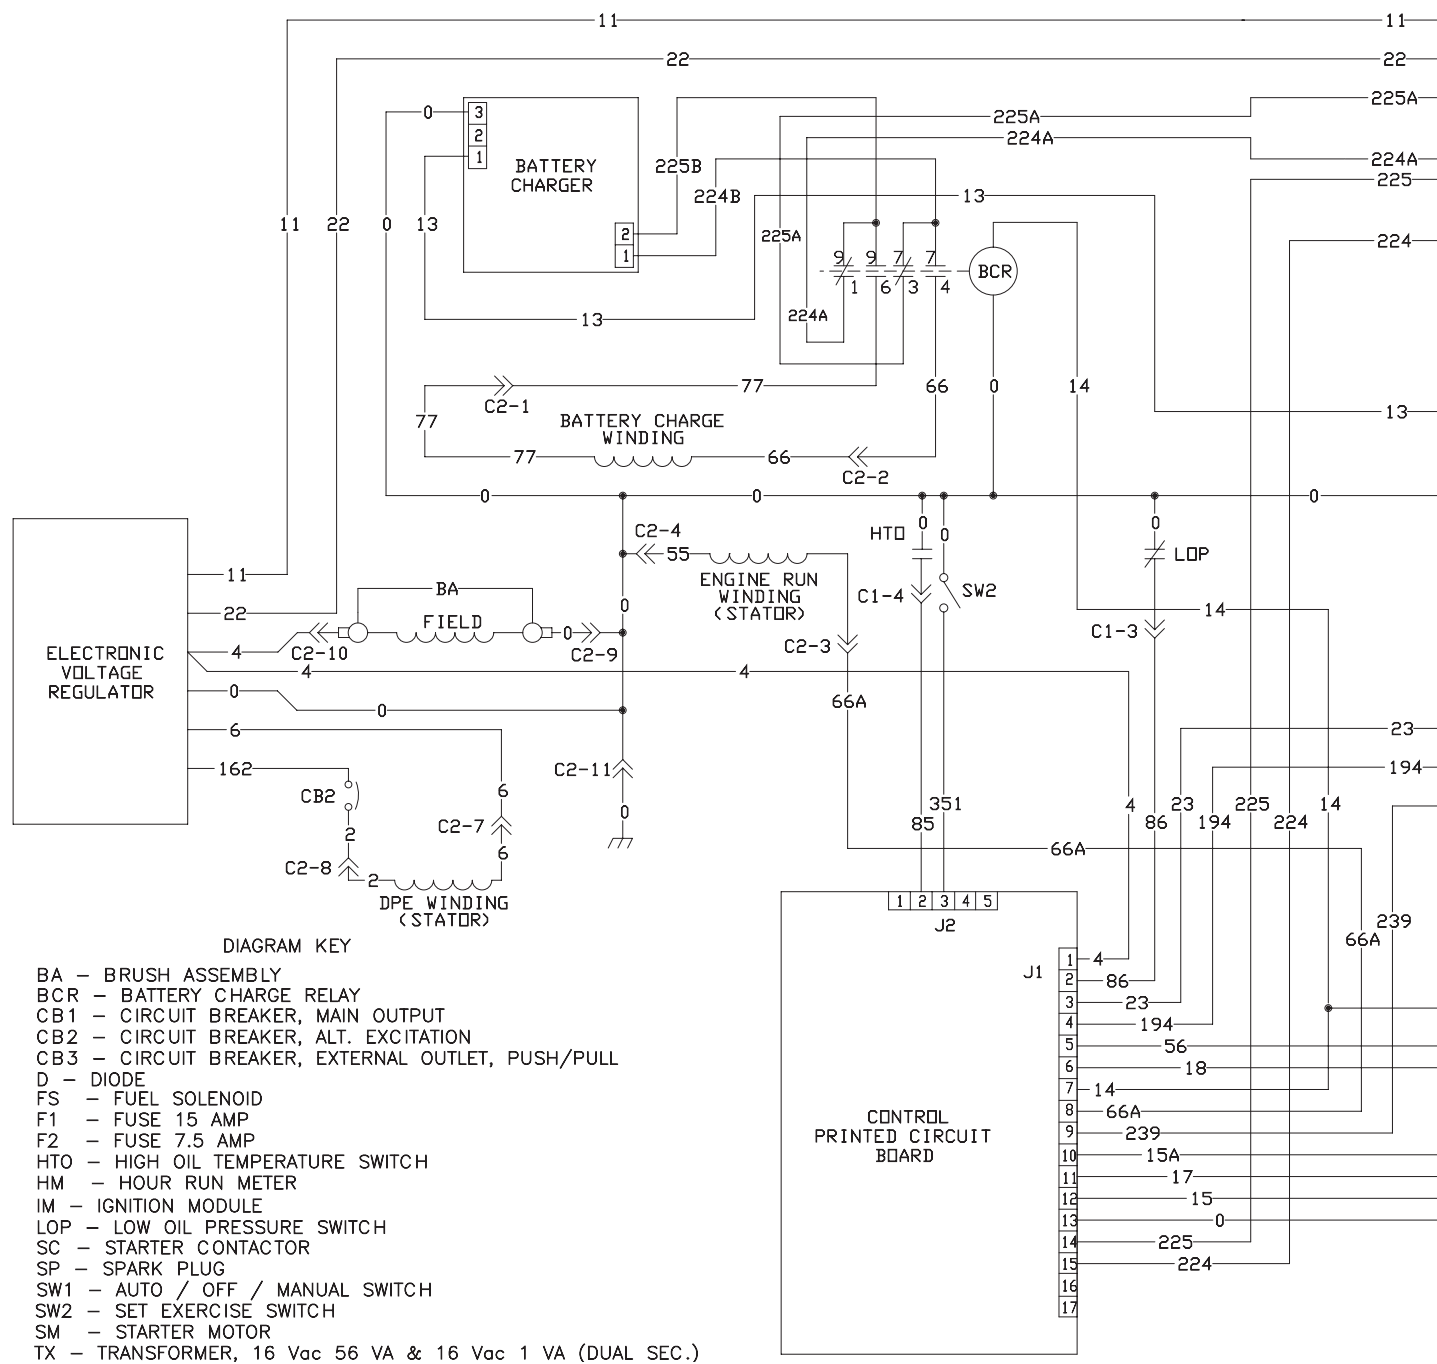 11 11
22 22
0 3 225A 225A
2 224A
1 BATTERY 225B 224A
CHARGER 225
224B 13
11 22 0 13 2 225A 224
1 9 9 7 7 BCR
1 6 3 4
13 224A
77 66 0 14
C2-1
77 BATTERY CHARGE 13
WINDING
77 66
C2-2
0 0 0
C2-4 HTO 0 0 0
55 LOP
11 ENGINE RUN
BA WINDING C1-4 SW2
22 (STATOR) 14
FIELD 0 0 C1-3
C2-10 C2-9 C2-3
ELECTRONIC 4
VOLTAGE 4 4
REGULATOR 0
0 66A
6 23
162 C2-11 194
CB2 6 351 4 23 225 14
2 C2-7 0 85 86 194 224
C2-8 6 66A
2
DPE WINDING 1 2 3 4 5
(STATOR) J2 239
66A
J1 1 4
2 86
3 23
4 194
5 56
6 18
7 14
8 66A
CONTROL
PRINTED CIRCUIT
BOARD
9 239
10 15A
11 17
12 15
13 0
14 225
15 224
16
17
DIAGRAM KEY
BA – BRUSH ASSEMBLY
BCR – BATTERY CHARGE RELAY
CB1 – CIRCUIT BREAKER, MAIN OUTPUT
CB2 – CIRCUIT BREAKER, ALT. EXCITATION
CB3 – CIRCUIT BREAKER, EXTERNAL OUTLET, PUSH/PULL
D – DIODE
FS – FUEL SOLENOID
F1 – FUSE 15 AMP
F2 – FUSE 7.5 AMP
HTO – HIGH OIL TEMPERATURE SWITCH
HM – HOUR RUN METER
IM – IGNITION MODULE
LOP – LOW OIL PRESSURE SWITCH
SC – STARTER CONTACTOR
SP – SPARK PLUG
SW1 – AUTO / OFF / MANUAL SWITCH
SW2 – SET EXERCISE SWITCH
SM – STARTER MOTOR
TX – TRANSFORMER, 16 Vac 56 VA & 16 Vac 1 VA (DUAL SEC.)